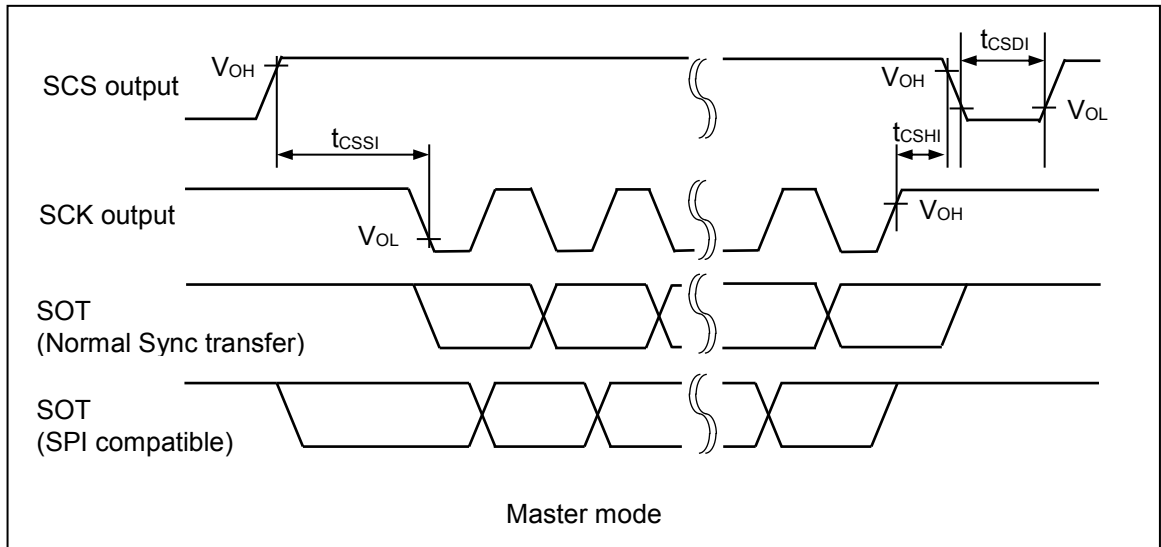 tCSDI
VOH
VOH
SCS output
VOL
tCSSI
tCSHI
SCK output
VOH
VOL
SOT
(Normal Sync transfer)
SOT
(SPI compatible)
Master mode